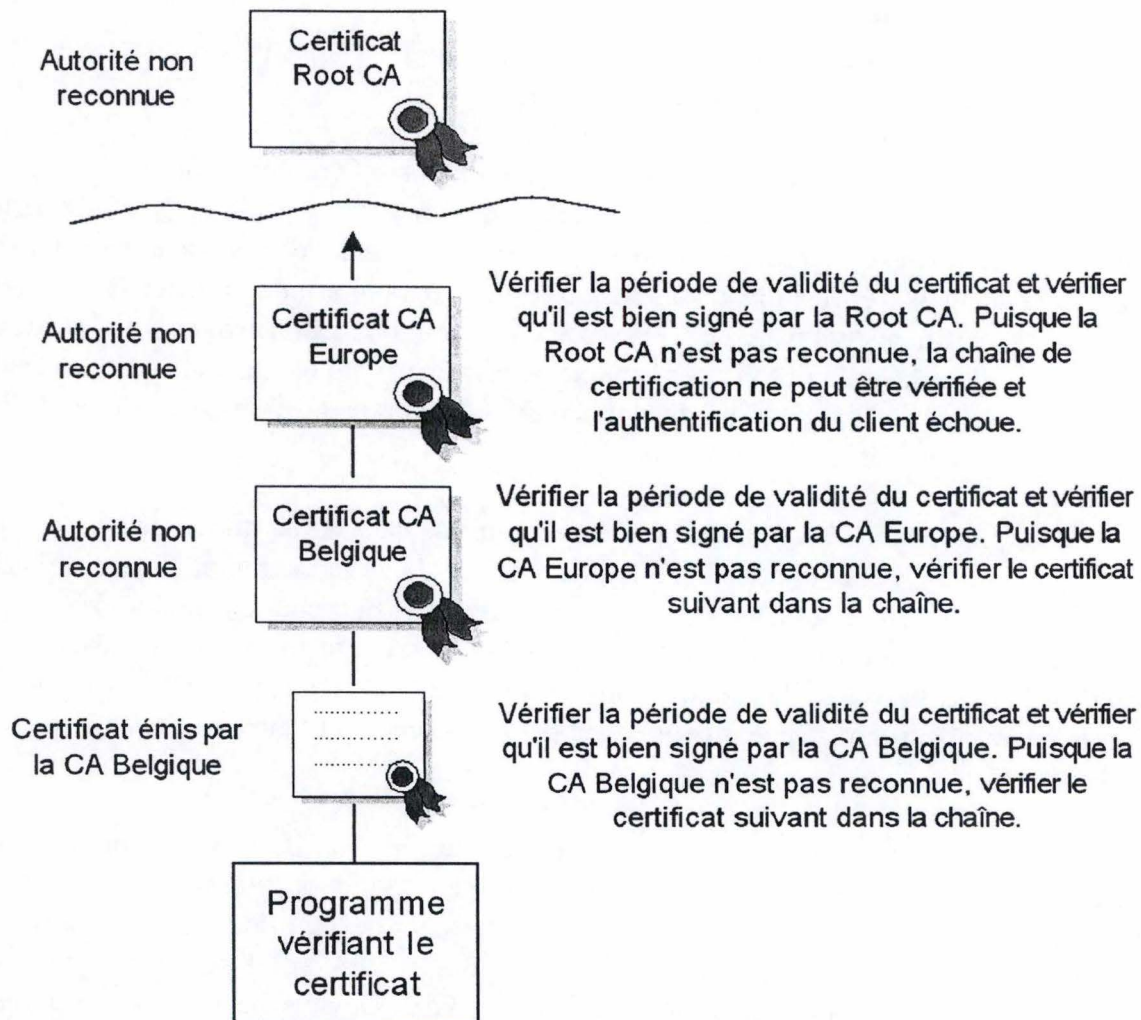 Autorité non
reconnue
Certificat
Root CA
Autorité non
reconnue
Certificat CA
Europe
Vérifier la période de validité du certificat et vérifier
qu'il est bien signé par la Root CA. Puisque la
Root CA n'est pas reconnue, la chaîne de
certification ne peut être vérifiée et
l'authentification du client échoue.
Autorité non
reconnue
Certificat CA
Belgique
Vérifier la période de validité du certificat et vérifier
qu'il est bien signé par la CA Europe. Puisque la
CA Europe n'est pas reconnue, vérifier le certificat
suivant dans la chaîne.
Certificat émis par
la CA Belgique
Vérifier la période de validité du certificat et vérifier
qu'il est bien signé par la CA Belgique. Puisque la
CA Belgique n'est pas reconnue, vérifier le
certificat suivant dans la chaîne.
Programme
vérifiant le
certificat